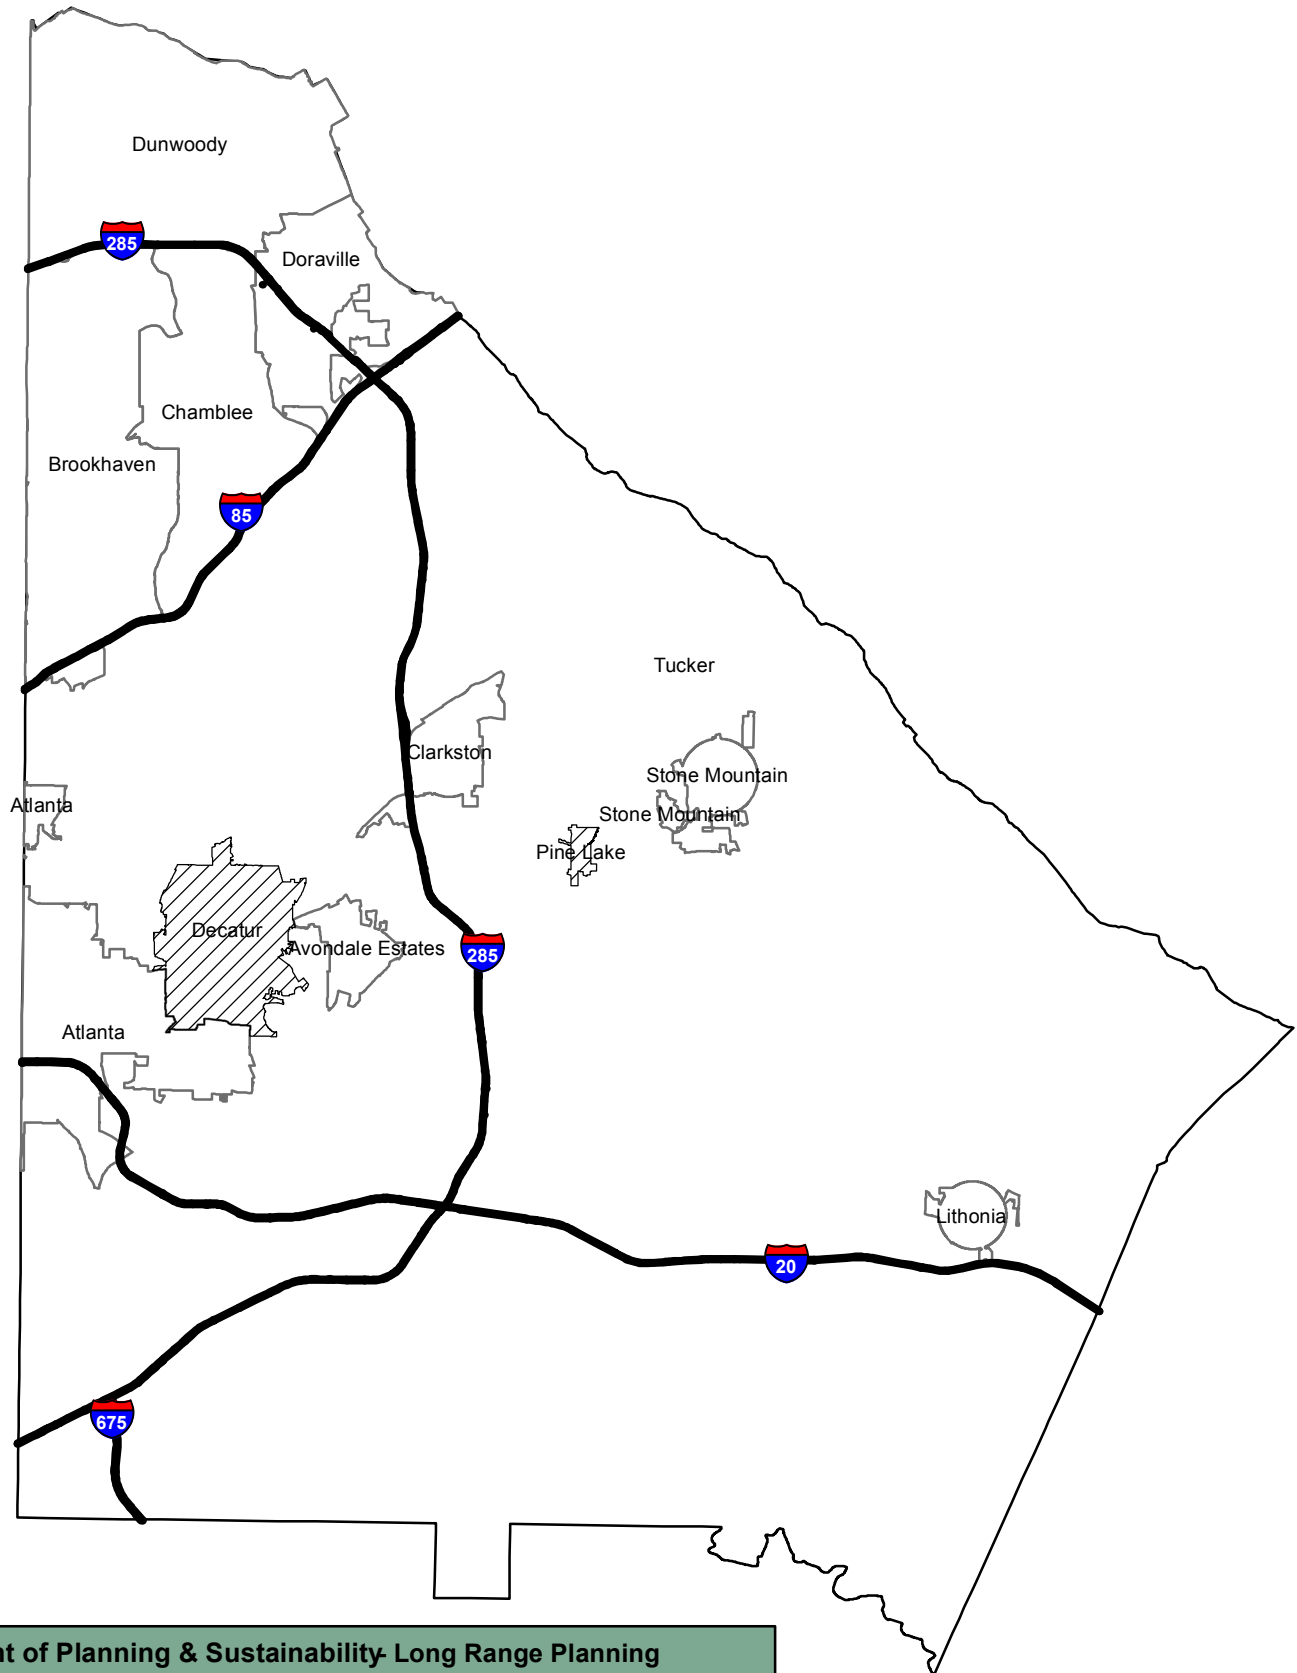 Dunwoody
285
Doraville
Chamblee
Brookhaven
85
Tucker
Clarkston
Stone Mountain
Atlanta
Stone Mountain
Pine Lake
Decatur
Avondale Estates
285
Atlanta
Lithonia
20
675
nt of Planning & Sustainability- Long Range Planning